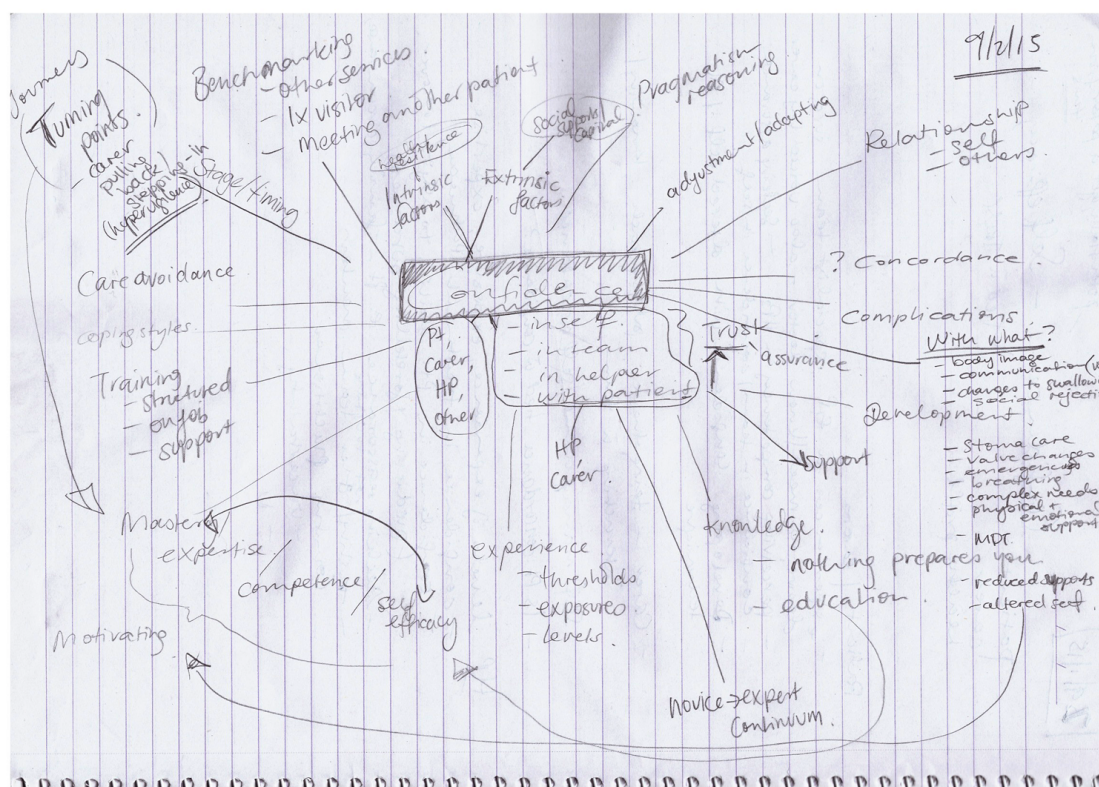 9/2/15
Turning
points.
- carer
pulling
back/
stepping-in
(hypervigilance)
Stage/timing
Benchmarking
- other services
- Ix visitor
- meeting another patient
resilience
Intrinsic
factors
Extrinsic
factors
Social
supports/
capital
Pragmatism
reasoning.
adjustment/adapting
Relationship
- self
- others
? Concordance
Complications
Care avoidance
coping styles.
Training
- structured
- on job
- support
Confidence
Pt,
Carer,
HP,
Other
- in self.
- in team
- in helper
- with patient
HP,
Carer.
?
Trust
assurance
support
With what?
- body image
- communication
- changes to swallow
- social rejection
Development
- stoma care
- valve changes
- emergencies
- breathing
- complex needs
- physical +
emotional
support
- MDT.
- reduced supports
- altered self.
Mastery/
expertise/
competence/
self
efficacy
Motivating.
experience
- thresholds
- exposures
- levels.
Knowledge.
- nothing prepares you
- education.
novice→expert
continuum.